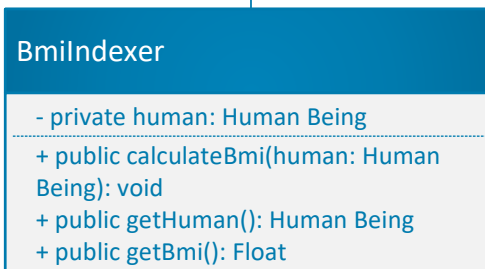 BmiIndexer
- private human: Human Being
+ public calculateBmi(human: Human
Being): void
+ public getHuman(): Human Being
+ public getBmi(): Float